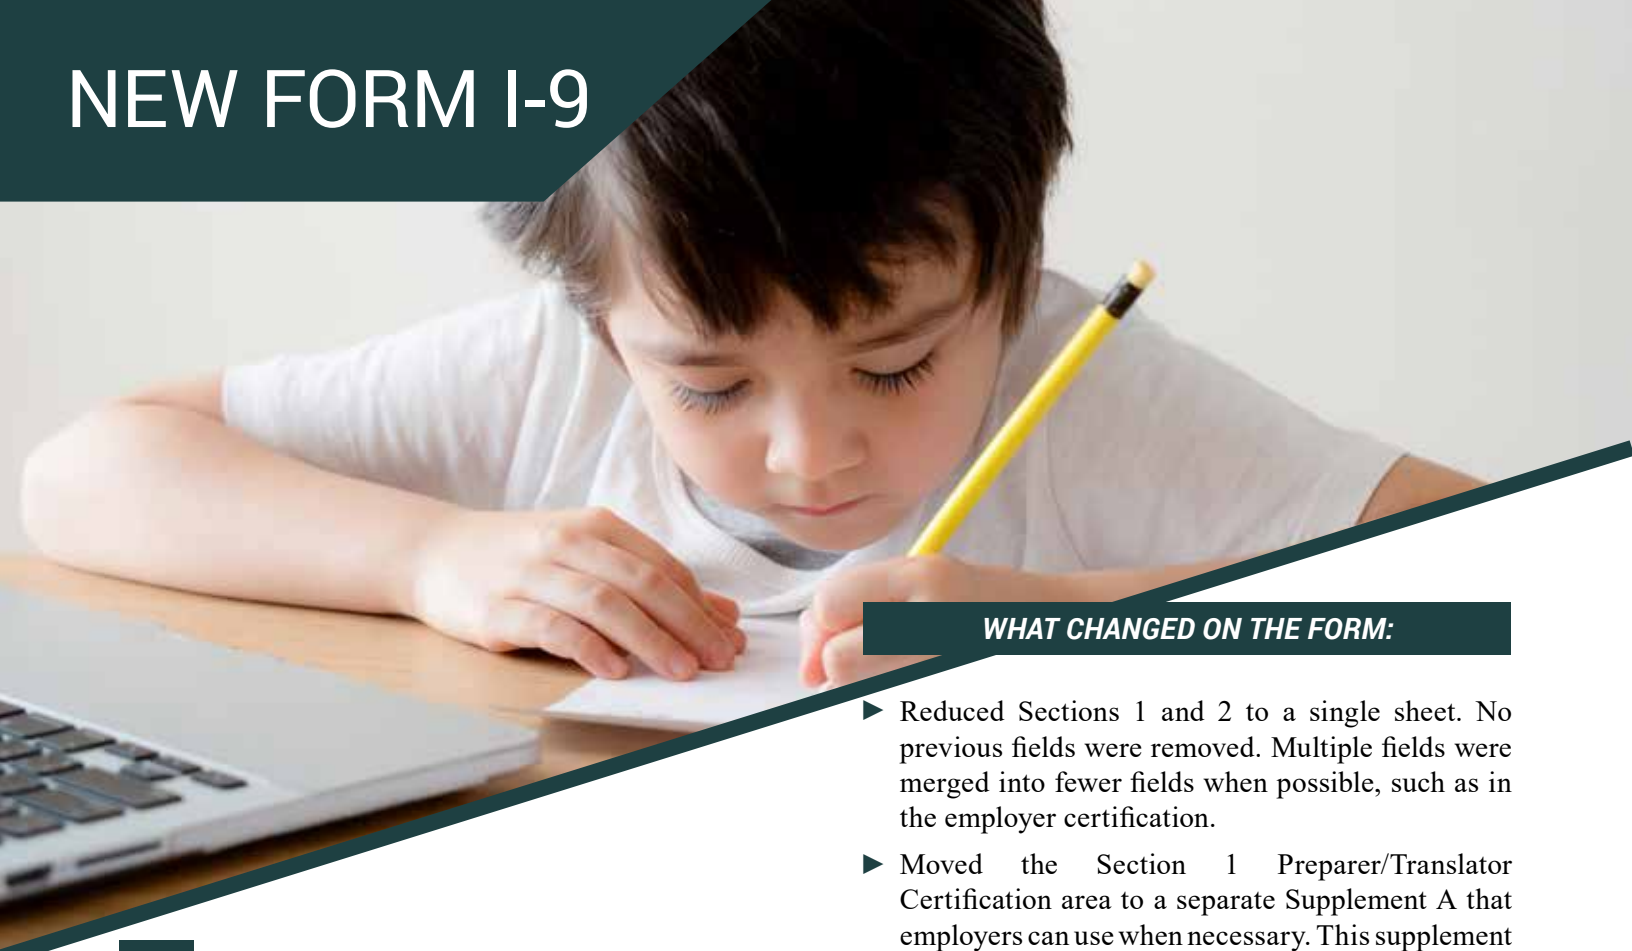 NEW FORM I-9
WHAT CHANGED ON THE FORM:
► Reduced Sections 1 and 2 to a single sheet. No
previous fields were removed. Multiple fields were
merged into fewer fields when possible, such as in
the employer certification.
► Moved the Section 1 Preparer/Translator
Certification area to a separate Supplement A that
employers can use when necessary. This supplement